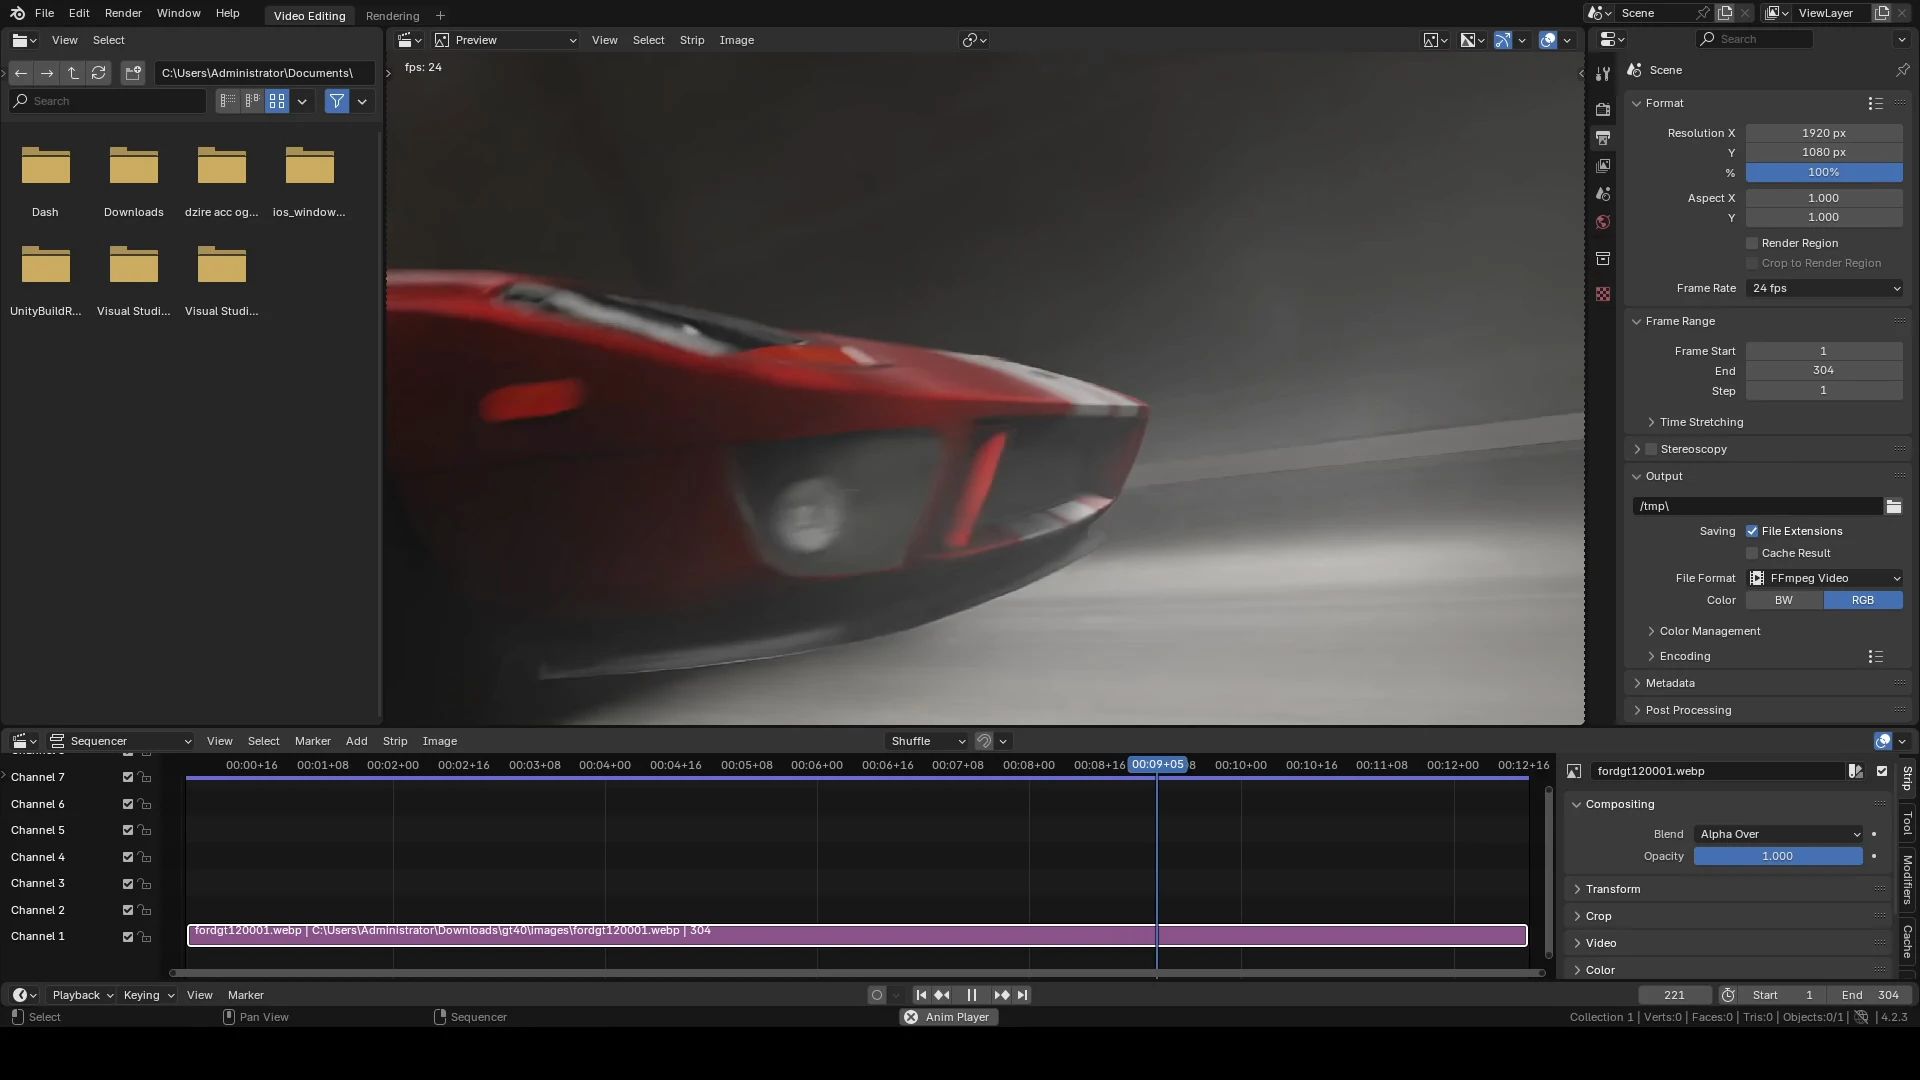 File Edit Render Window Help Video Editing Rendering + Scene ViewLayer
View Select
Preview View Select Strip Image
Search
C:\Users\Administrator\Documents\
Search
fps: 24
Dash Downloads dzire acc og... ios_window...
UnityBuildR... Visual Studi... Visual Studi...
Scene
Format
Resolution X 1920 px
Y 1080 px
% 100%
Aspect X 1.000
Y 1.000
Render Region
Crop to Render Region
Frame Rate 24 fps
Frame Range
Frame Start 1
End 304
Step 1
Time Stretching
Stereoscopy
Output
/tmp\
Saving File Extensions
Cache Result
File Format FFmpeg Video
Color BW RGB
Color Management
Encoding
Metadata
Post Processing
Sequencer View Select Marker Add Strip Image Shuffle
00:00+16 00:01+08 00:02+00 00:02+16 00:03+08 00:04+00 00:04+16 00:05+08 00:06+00 00:06+16 00:07+08 00:08+00 00:08+16 00:09+05 8 00:10+00 00:10+16 00:11+08 00:12+00 00:12+16
Channel 7
Channel 6
Channel 5
Channel 4
Channel 3
Channel 2
Channel 1
fordgt120001.webp | C:\Users\Administrator\Downloads\gt40\images\fordgt120001.webp | 304
fordgt120001.webp
Compositing
Blend Alpha Over
Opacity 1.000
Transform
Crop
Video
Color
Strip
Tool
Modifiers
Cache
Playback Keying View Marker 221 Start 1 End 304
Select Pan View Sequencer Anim Player Collection 1 | Verts:0 | Faces:0 | Tris:0 | Objects:0/1 | 4.2.3